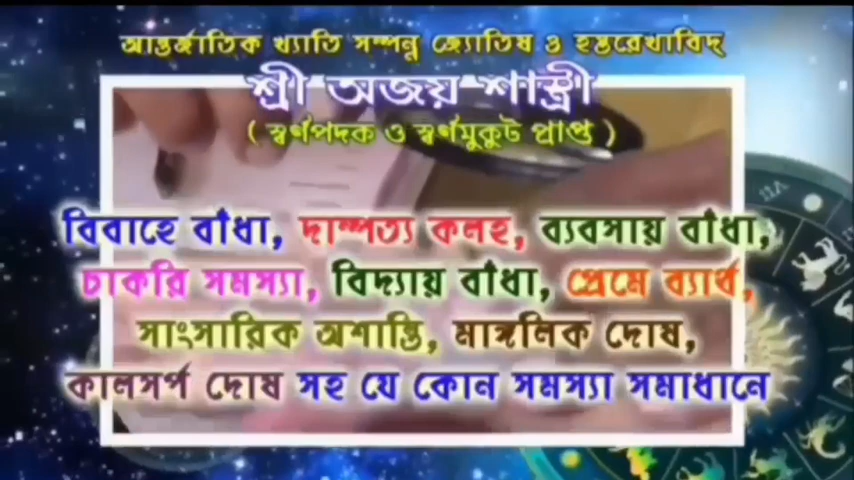 আন্তর্জাতিক খ্যাতি সম্পন্ন জ্যোতিষ ও হস্তরেখাবিদ্
শ্রী অজয় শাস্ত্রী
( স্বর্ণপদক ও স্বর্ণমুকুট প্রাপ্ত )
বিবাহে বাঁধা, দাম্পত্য কলহ, ব্যবসায় বাঁধা,
চাকরি সমস্যা, বিদ্যায় বাঁধা, প্রেমে ব্যার্থ,
সাংসারিক অশান্তি, মাঙ্গলিক দোষ,
কালসর্প দোষ সহ যে কোন সমস্যা সমাধানে